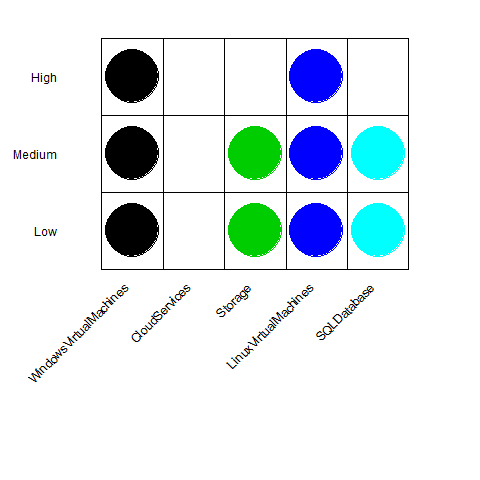 High
Medium
Low
WindowsVirtualMachines
CloudServices
Storage
LinuxVirtualMachines
SQLDatabase